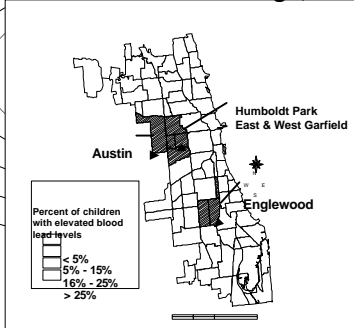 Humboldt Park
East & West Garfield
Austin
W E
S
Englewood
Percent of children
with elevated blood
lead levels
< 5%
5% - 15%
16% - 25%
> 25%